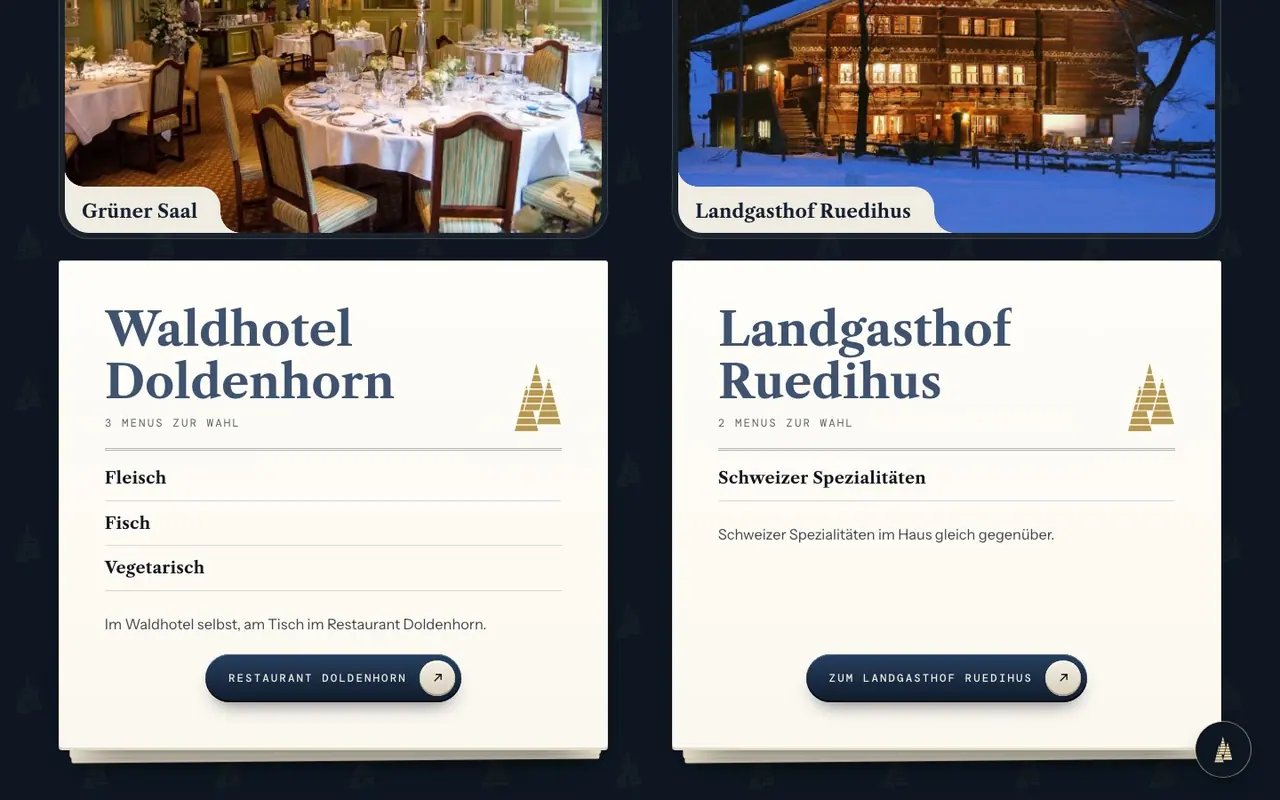 Grüner Saal
Landgasthof Ruedihus
Waldhotel
Doldenhorn
3 MENUS ZUR WAHL
Fleisch
Fisch
Vegetarisch
Im Waldhotel selbst, am Tisch im Restaurant Doldenhorn.
RESTAURANT DOLDENHORN
Landgasthof
Ruedihus
2 MENUS ZUR WAHL
Schweizer Spezialitäten
Schweizer Spezialitäten im Haus gleich gegenüber.
ZUM LANDGASTHOF RUEDIHUS